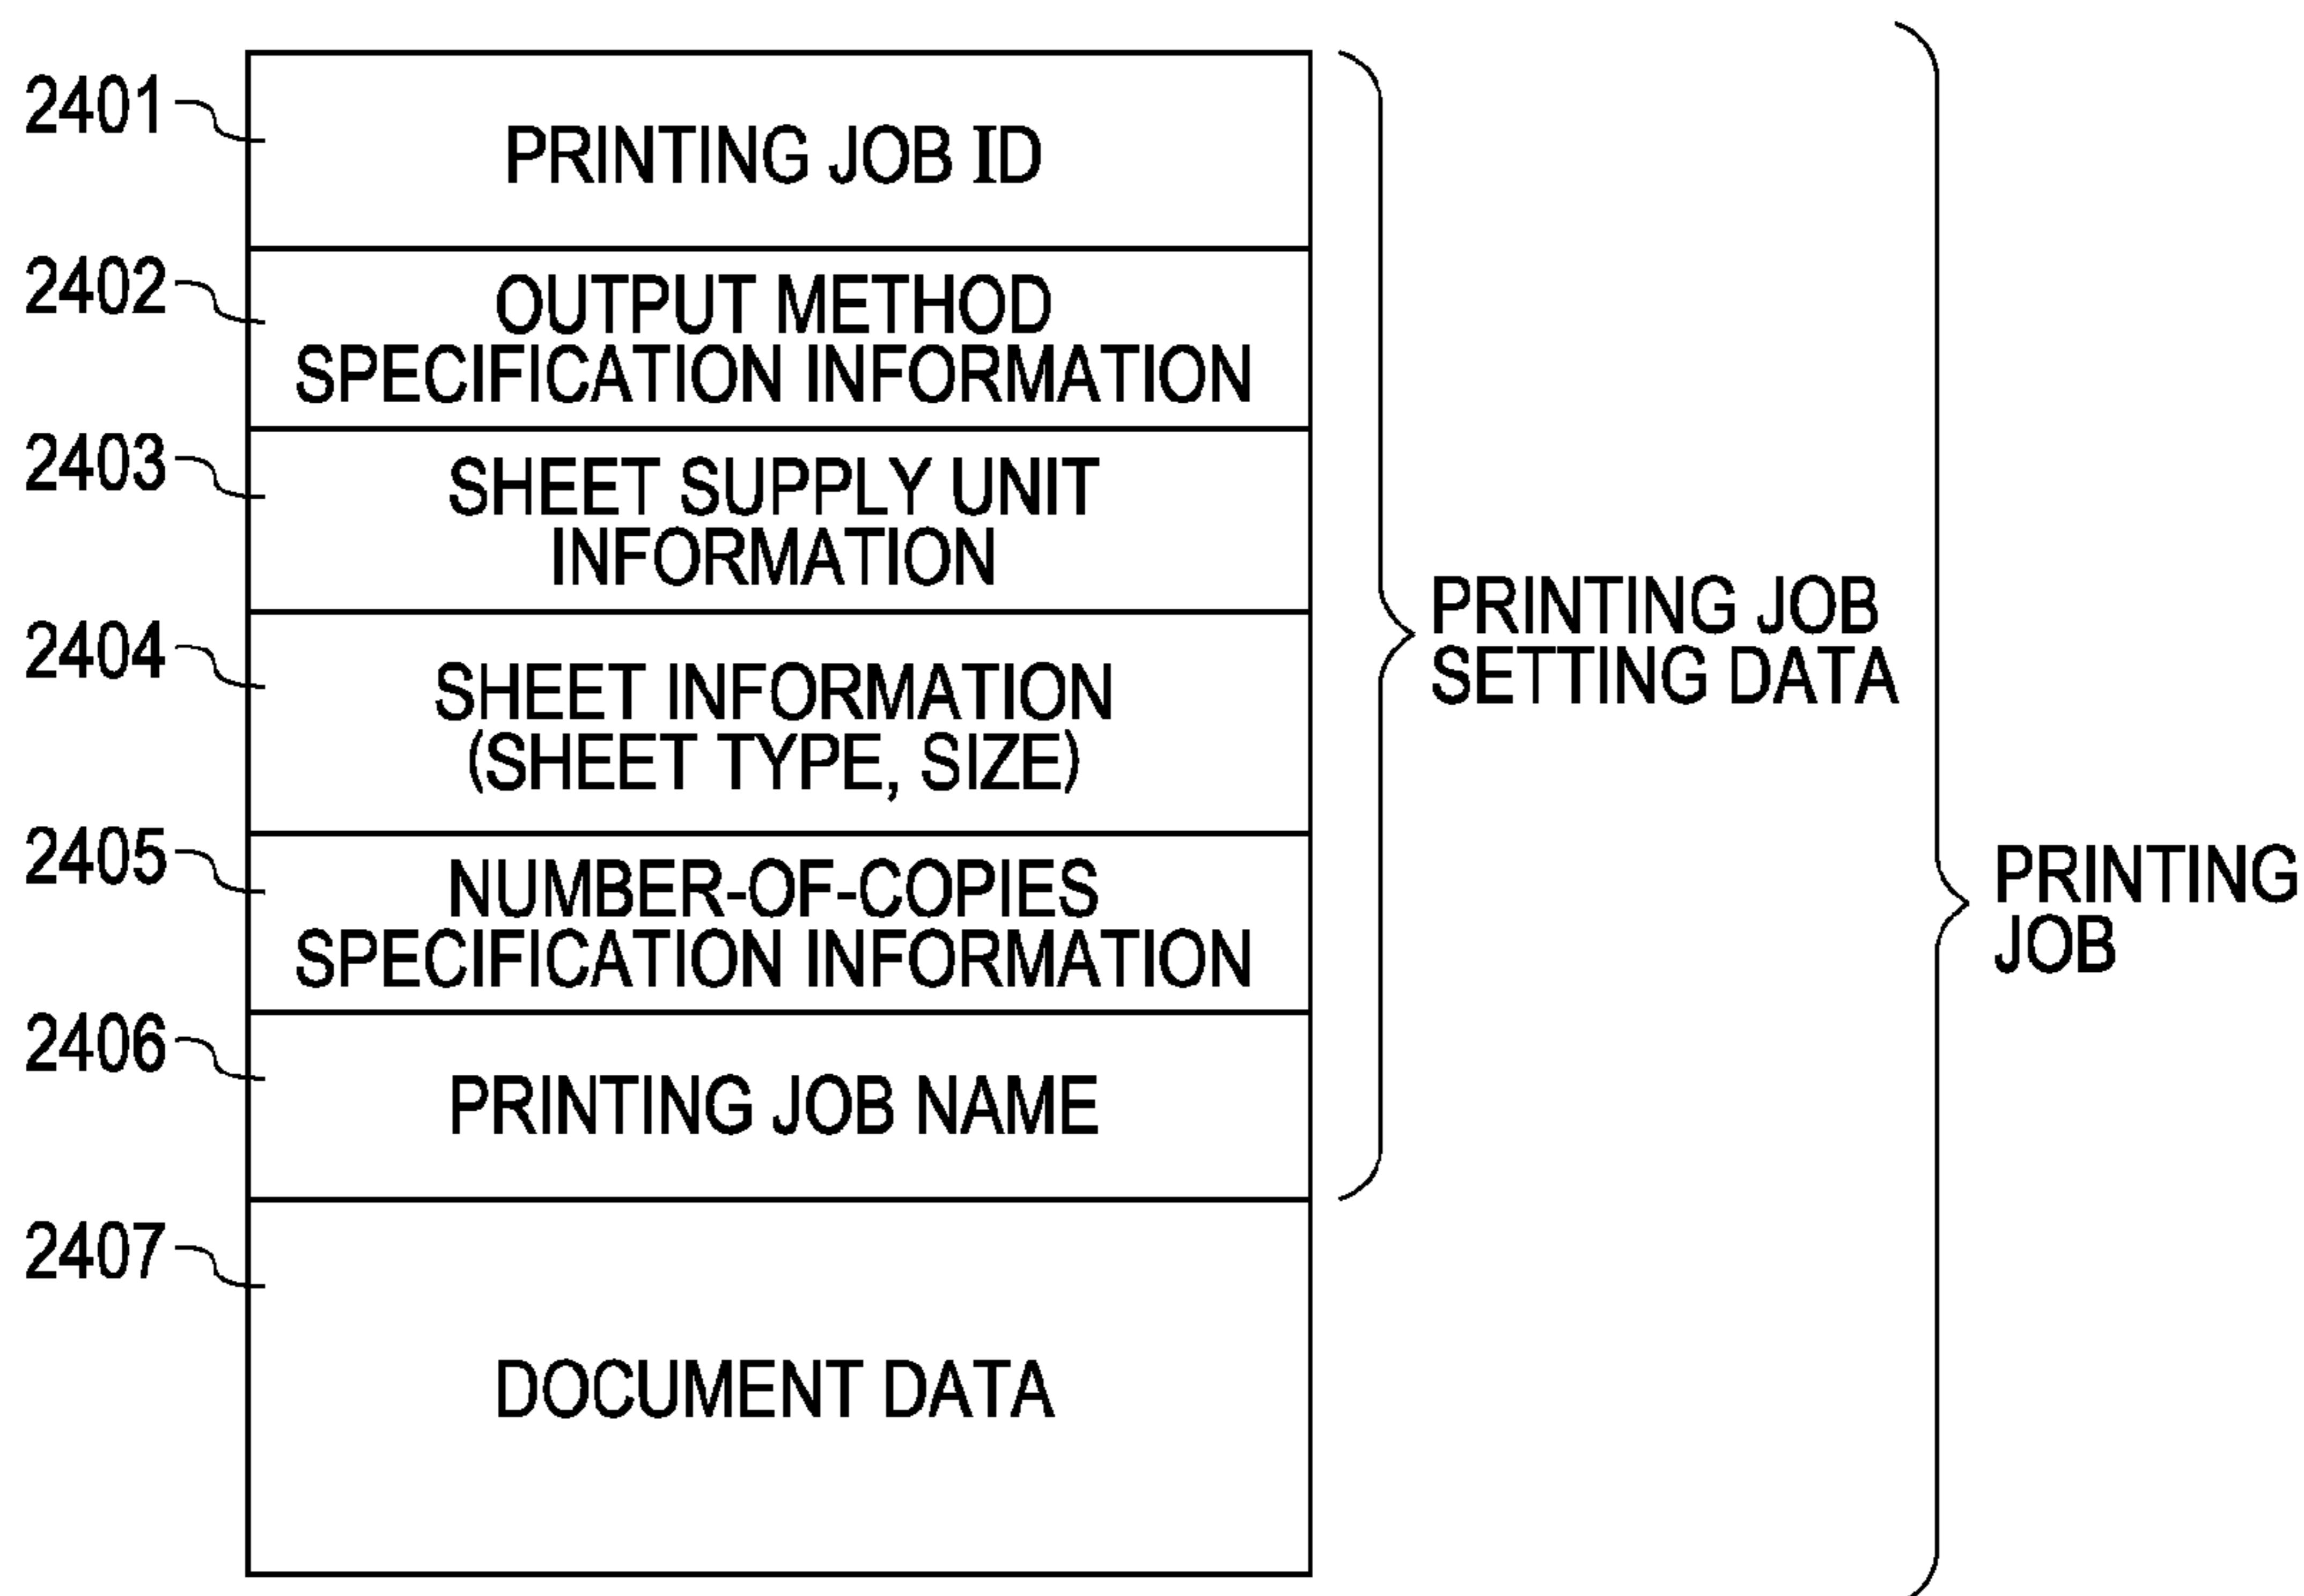 2401
PRINTING JOB ID
2402
OUTPUT METHOD
SPECIFICATION INFORMATION
2403
SHEET SUPPLY UNIT
INFORMATION
2404
SHEET INFORMATION
(SHEET TYPE, SIZE)
2405
NUMBER-OF-COPIES
SPECIFICATION INFORMATION
2406
PRINTING JOB NAME
2407
DOCUMENT DATA
PRINTING JOB
SETTING DATA
PRINTING
JOB